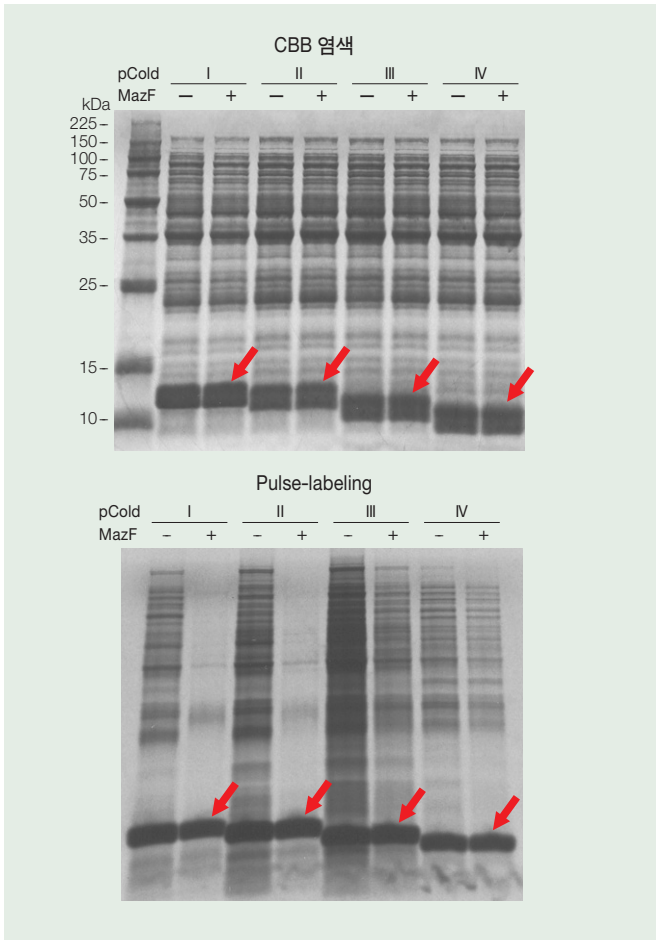 CBB 염색
pCold I II III IV
MazF − + − + − + − +
kDa
225
150
100
75
50
35
25
15
10
Pulse-labeling
pCold I II III IV
MazF - + - + - + - +